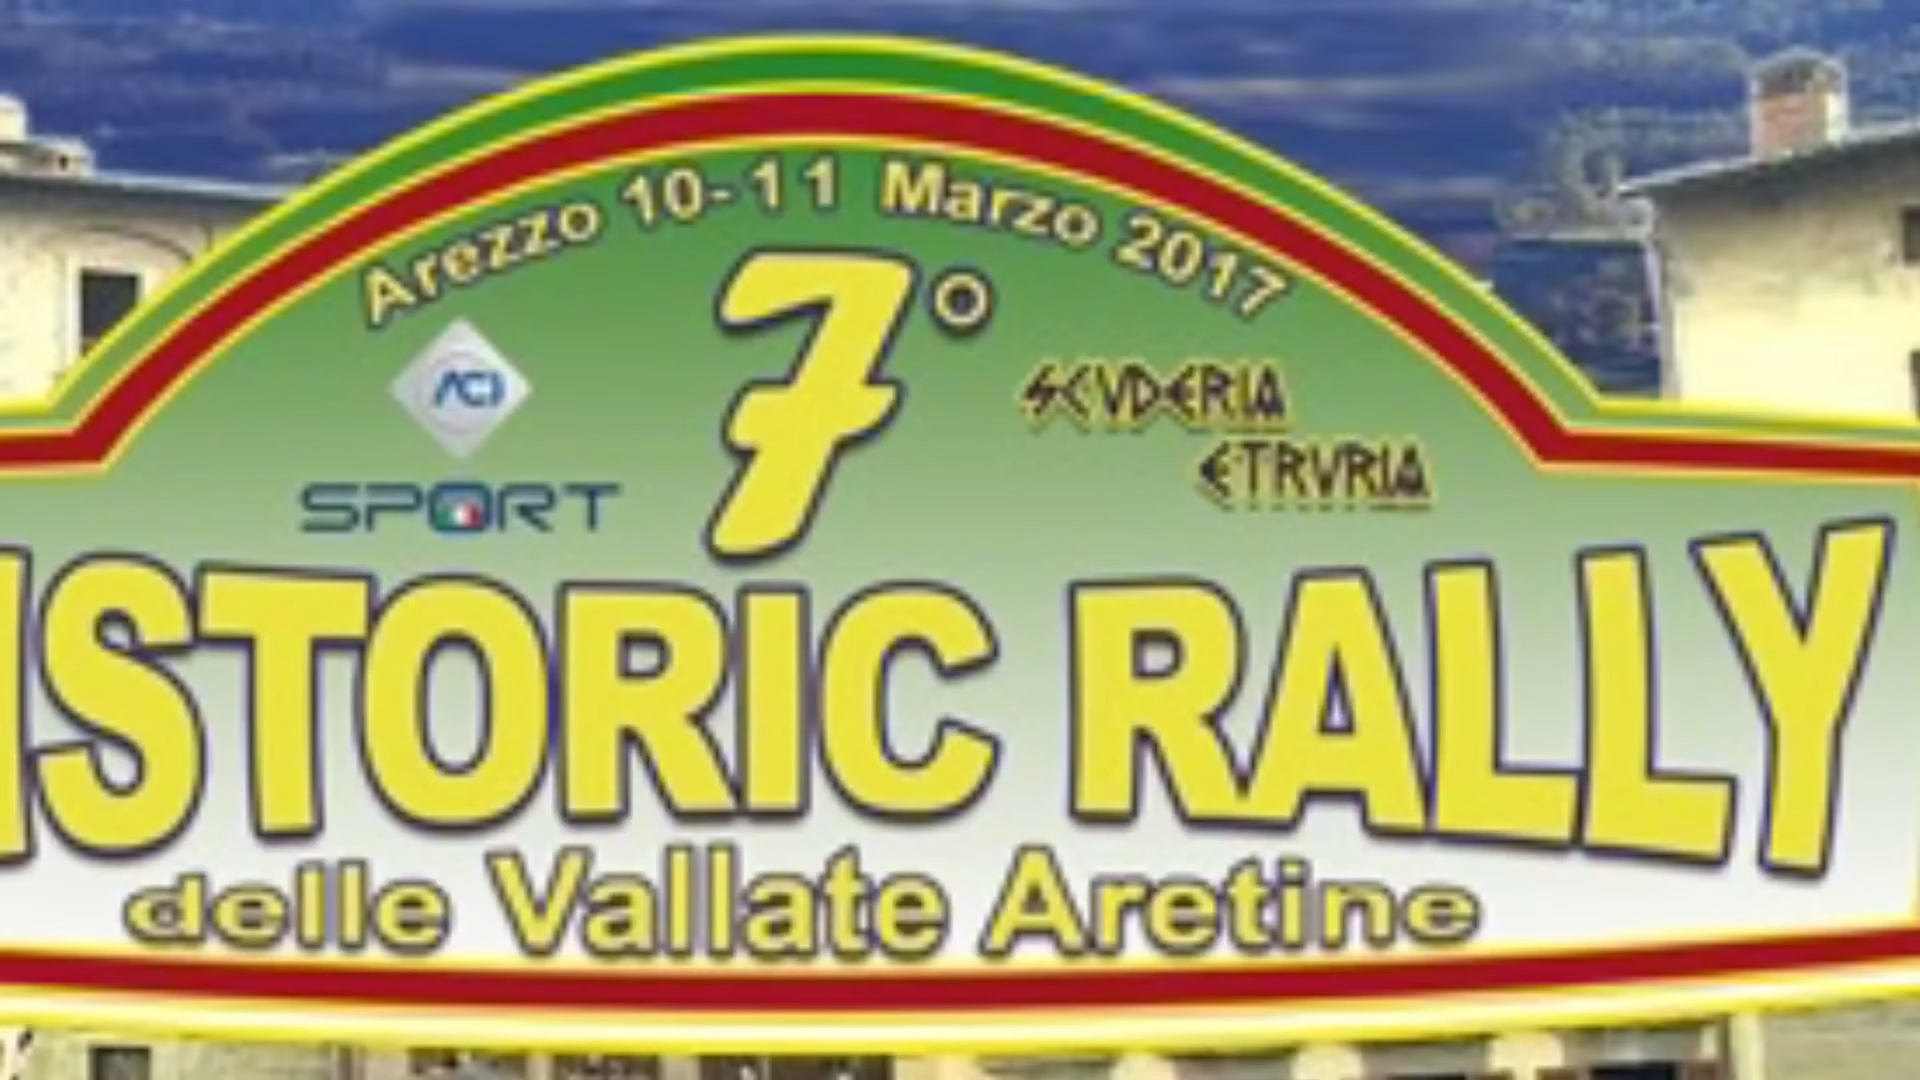 Arezzo 10-11 Marzo 2017
7°
ACI
SPORT
SCVDERIA
ETRVRIA
ISTORIC RALLY
delle Vallate Aretine